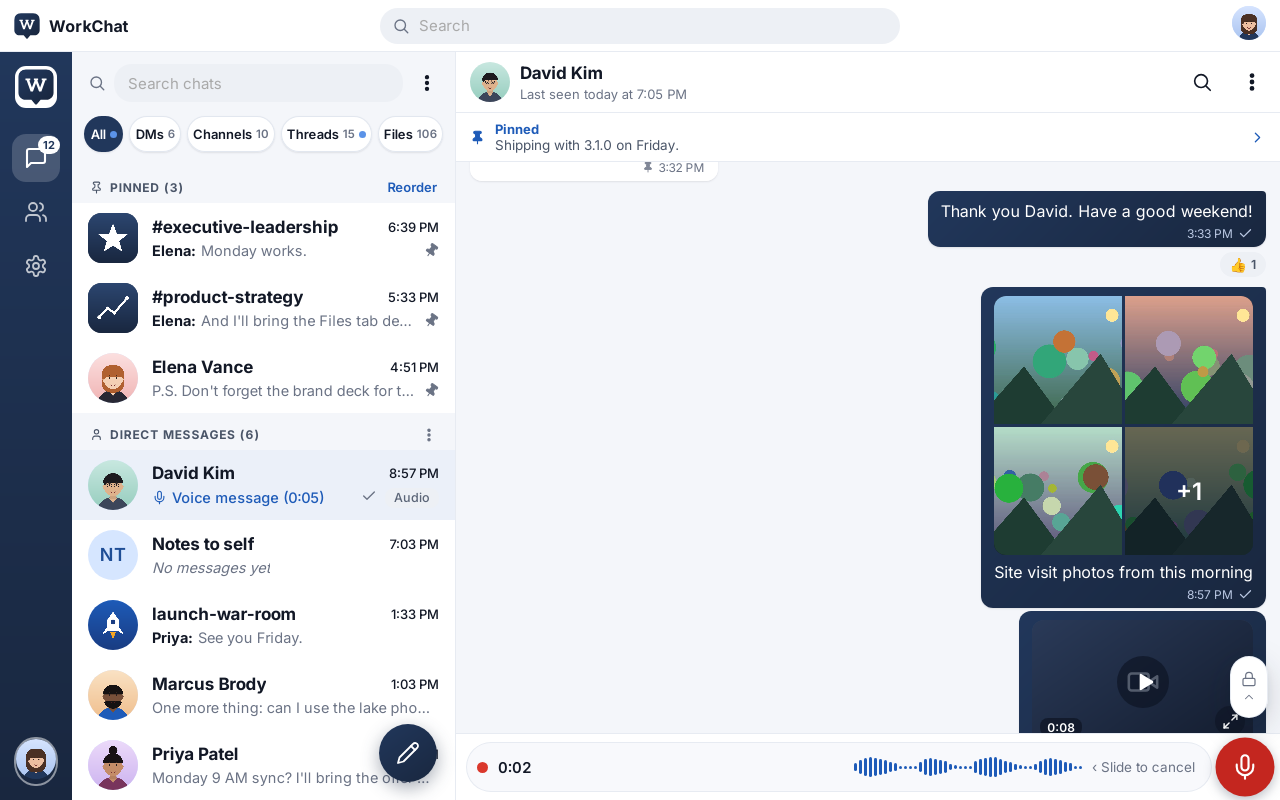 WorkChat
Search
12
Search chats
All
DMs 6
Channels 10
Threads 15
Files 106
PINNED (3)
Reorder
#executive-leadership
6:39 PM
Elena: Monday works.
#product-strategy
5:33 PM
Elena: And I'll bring the Files tab de...
Elena Vance
4:51 PM
P.S. Don't forget the brand deck for t...
DIRECT MESSAGES (6)
David Kim
8:57 PM
Voice message (0:05)
Audio
NT
Notes to self
7:03 PM
No messages yet
launch-war-room
1:33 PM
Priya: See you Friday.
Marcus Brody
1:03 PM
One more thing: can I use the lake pho...
Priya Patel
Monday 9 AM sync? I'll bring the
David Kim
Last seen today at 7:05 PM
Pinned
Shipping with 3.1.0 on Friday.
3:32 PM
Thank you David. Have a good weekend!
3:33 PM
👍 1
+1
Site visit photos from this morning
8:57 PM
0:08
0:02
‹ Slide to cancel